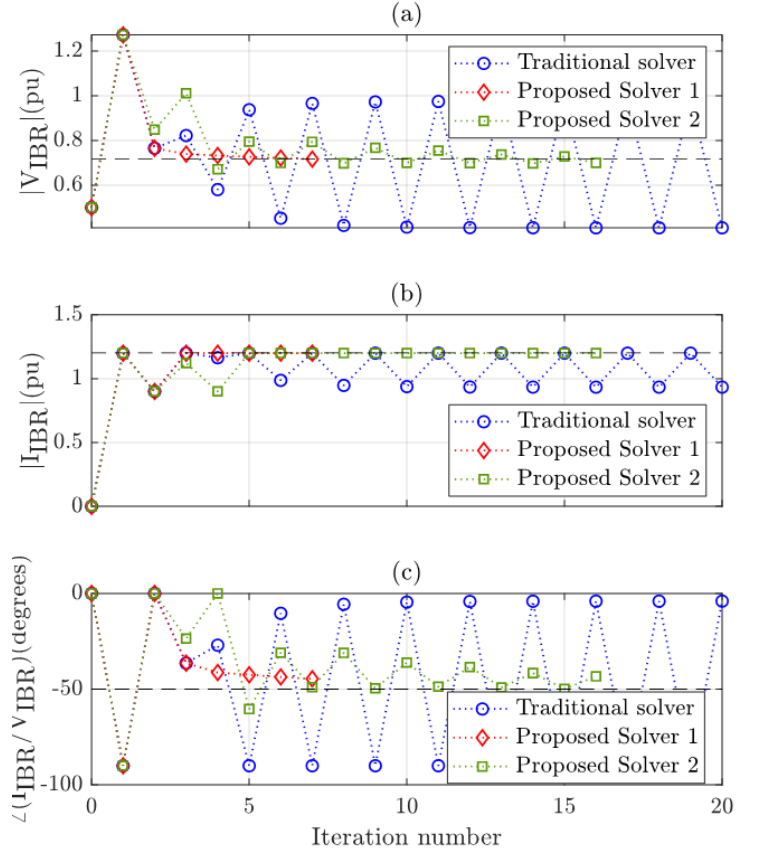 (a)
|V_IBR|(pu)
1.2
1
0.8
0.6
Traditional solver
Proposed Solver 1
Proposed Solver 2
(b)
|I_IBR|(pu)
1.5
1
0.5
0
Traditional solver
Proposed Solver 1
Proposed Solver 2
(c)
∠(I_IBR/V_IBR)(degrees)
0
-50
-100
Traditional solver
Proposed Solver 1
Proposed Solver 2
0
5
10
15
20
Iteration number